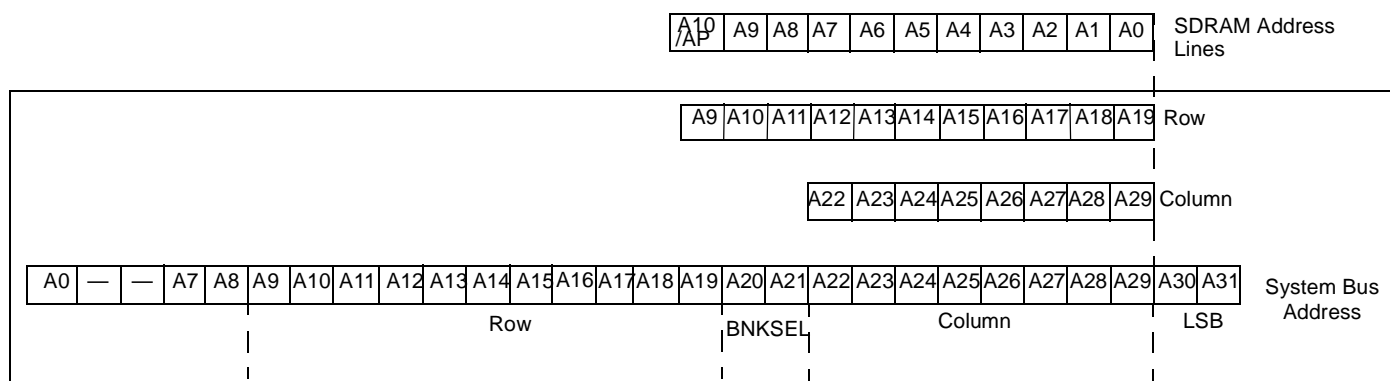 A10 /AP A9 A8 A7 A6 A5 A4 A3 A2 A1 A0 SDRAM Address Lines
A9 A10 A11 A12 A13 A14 A15 A16 A17 A18 A19 Row
A22 A23 A24 A25 A26 A27 A28 A29 Column
A0 — — A7 A8 A9 A10 A11 A12 A13 A14 A15 A16 A17 A18 A19 A20 A21 A22 A23 A24 A25 A26 A27 A28 A29 A30 A31 System Bus Address
Row BNKSEL Column LSB